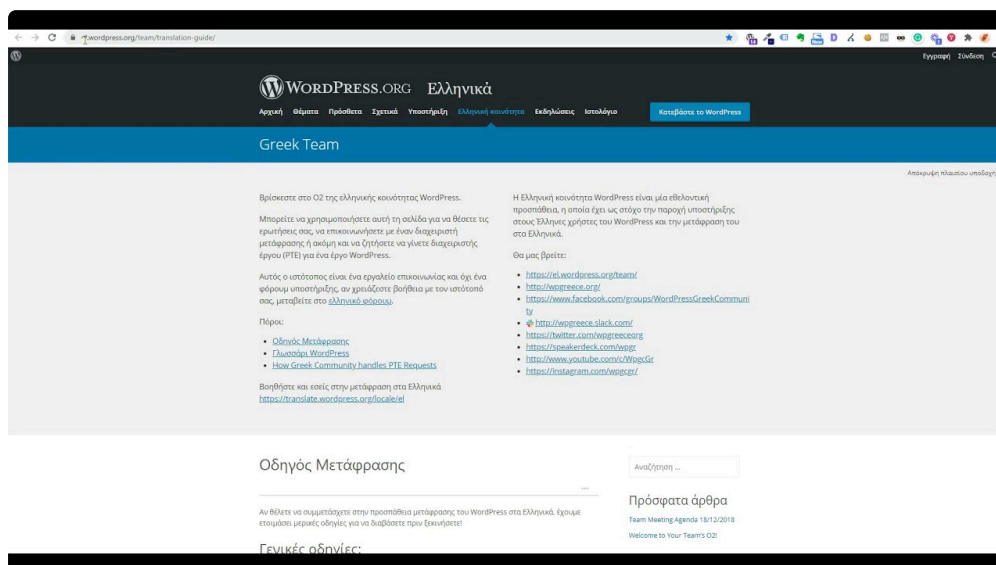 .wordpress.org/team/translation-guide/
Εγγραφή Σύνδεση
WORDPRESS.ORG Ελληνικά
Αρχική Θέματα Πρόσθετα Σχετικά Υποστήριξη Ελληνική κοινότητα Εκδηλώσεις Ιστολόγιο Κατεβάστε το WordPress
Greek Team
Απόκρυψη πλαισίου υποδοχή
Βρίσκεστε στο O2 της ελληνικής κοινότητας WordPress.
Μπορείτε να χρησιμοποιήσετε αυτή τη σελίδα για να θέσετε τις
ερωτήσεις σας, να επικοινωνήσετε με έναν διαχειριστή
μετάφρασης ή ακόμη και να ζητήσετε να γίνετε διαχειριστής
έργου (PTE) για ένα έργο WordPress.
Αυτός ο ιστότοπος είναι ένα εργαλείο επικοινωνίας και όχι ένα
φόρουμ υποστήριξης, αν χρειάζεστε βοήθεια με τον ιστότοπό
σας, μεταβείτε στο ελληνικό φόρουμ.
Πόροι:
Οδηγός Μετάφρασης
Γλωσσάρι WordPress
How Greek Community handles PTE Requests
Βοηθήστε και εσείς στην μετάφραση στα Ελληνικά
https://translate.wordpress.org/locale/el
Η Ελληνική κοινότητα WordPress είναι μία εθελοντική
προσπάθεια, η οποία έχει ως στόχο την παροχή υποστήριξης
στους Έλληνες χρήστες του WordPress και την μετάφραση του
στα Ελληνικά.
Θα μας βρείτε:
https://el.wordpress.org/team/
http://wpgreece.org/
https://www.facebook.com/groups/WordPressGreekCommuni
ty
http://wpgreece.slack.com/
https://twitter.com/wpgreeceorg
https://speakerdeck.com/wpgr
http://www.youtube.com/c/WpgcGr
https://instagram.com/wpgcgr/
Οδηγός Μετάφρασης
Αν θέλετε να συμμετάσχετε στην προσπάθεια μετάφρασης του WordPress στα Ελληνικά, έχουμε
ετοιμάσει μερικές οδηγίες για να διαβάσετε πριν ξεκινήσετε!
Γενικές οδηγίες:
Αναζήτηση ...
Πρόσφατα άρθρα
Team Meeting Agenda 18/12/2018
Welcome to Your Team's O2!